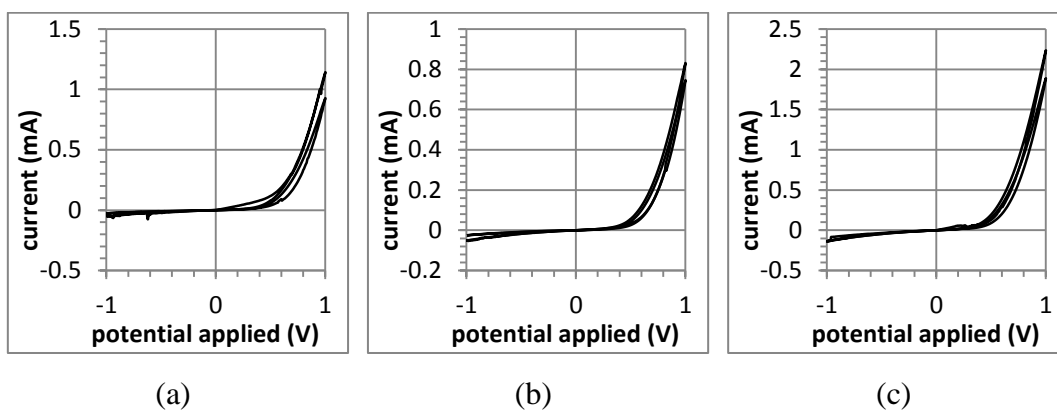 1.5
1
0.5
0
-0.5
current (mA)
-1 0 1
potential applied (V)
(a)
1
0.8
0.6
0.4
0.2
0
-0.2
current (mA)
-1 0 1
potential applied (V)
(b)
2.5
2
1.5
1
0.5
0
-0.5
current (mA)
-1 0 1
potential applied (V)
(c)